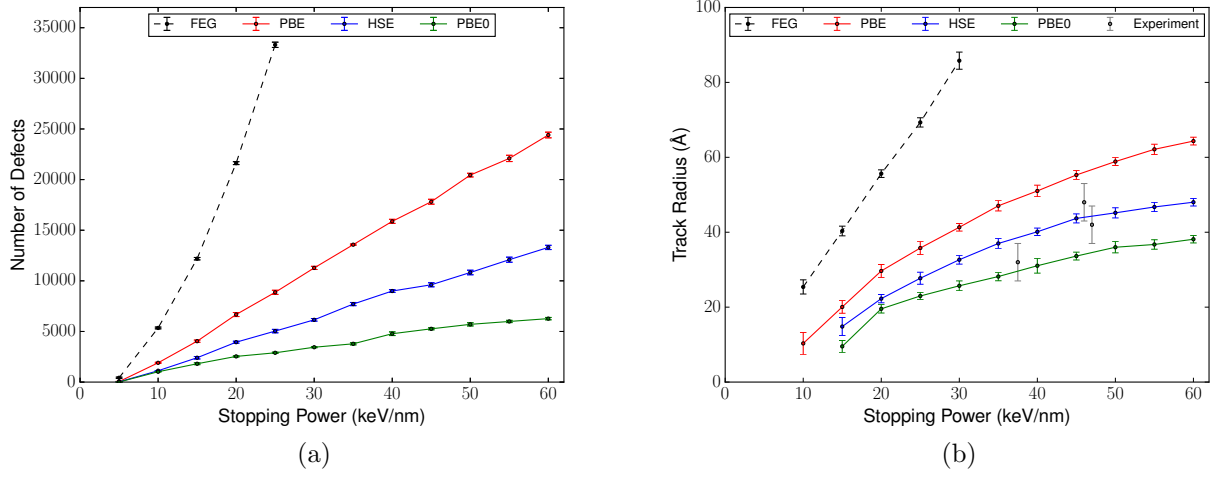 FEG PBE HSE PBE0
35000
30000
25000
20000
15000
10000
5000
0
Number of Defects
0 10 20 30 40 50 60
Stopping Power (keV/nm)
(a)
FEG PBE HSE PBE0 Experiment
100
80
60
40
20
0
Track Radius (Å)
0 10 20 30 40 50 60
Stopping Power (keV/nm)
(b)